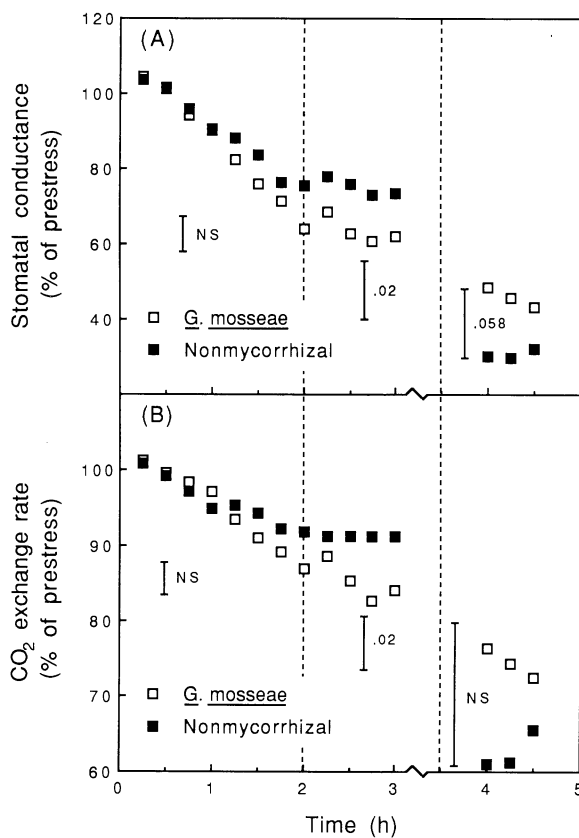 (A)
Stomatal conductance
(% of prestress)
120
100
80
60
40
NS
.02
.058
G. mosseae
Nonmycorrhizal
(B)
CO2 exchange rate
(% of prestress)
100
90
80
70
60
NS
.02
NS
G. mosseae
Nonmycorrhizal
0 1 2 3 4 5
Time (h)